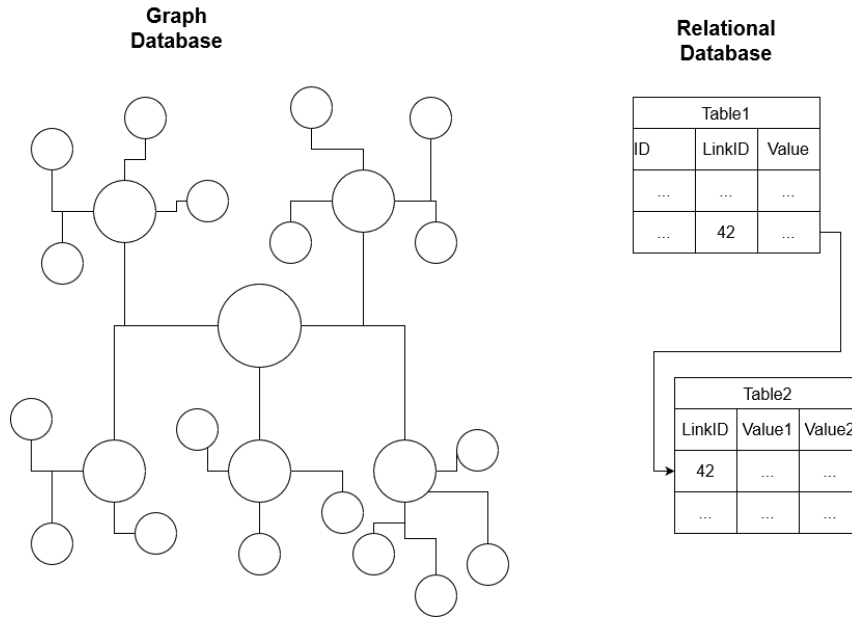 Graph
Database
Relational
Database
Table1
ID LinkID Value
... ... ...
... 42 ...
Table2
LinkID Value1 Value2
42 ... ...
... ... ...